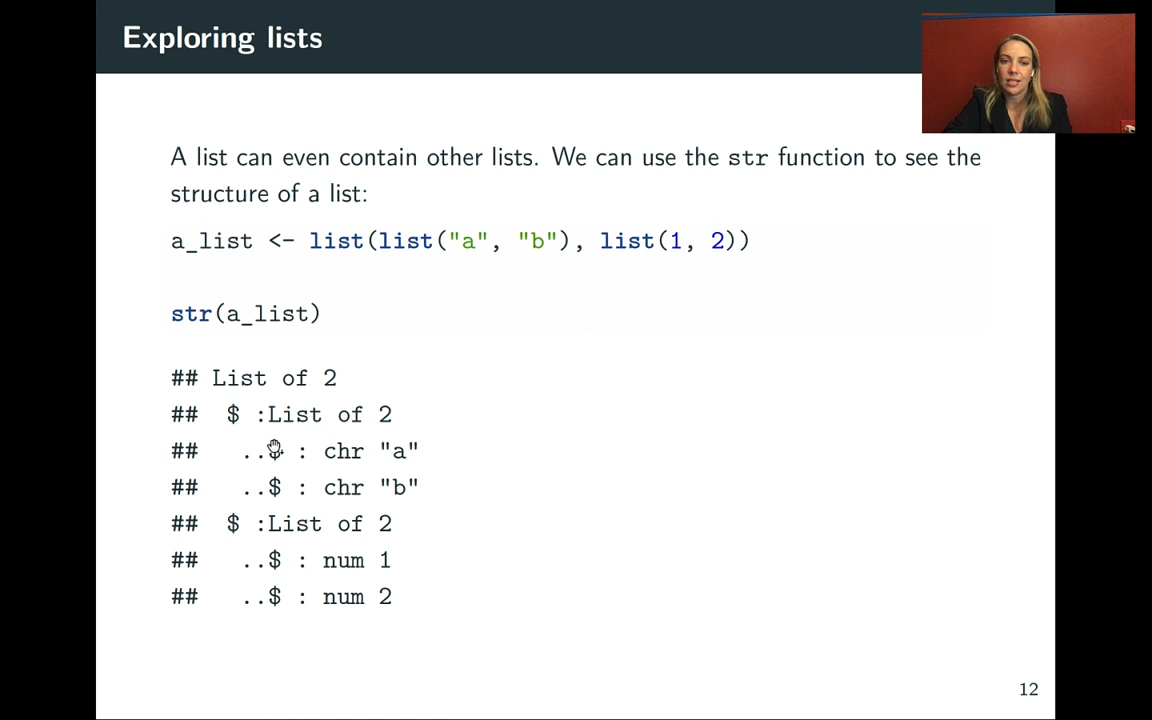 Exploring lists
A list can even contain other lists. We can use the str function to see the
structure of a list:
a_list <- list(list("a", "b"), list(1, 2))
str(a_list)
## List of 2
##  $ :List of 2
##   ..$ : chr "a"
##   ..$ : chr "b"
##  $ :List of 2
##   ..$ : num 1
##   ..$ : num 2
12